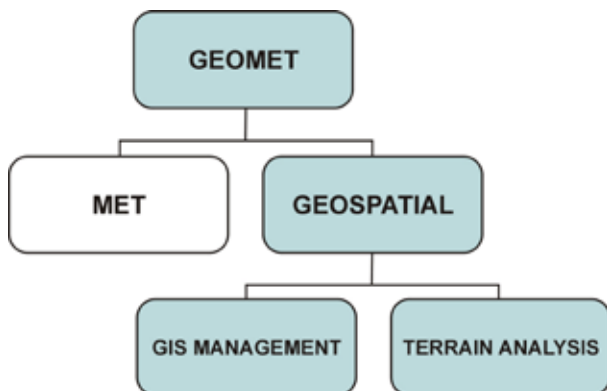 GEOMET
MET
GEOSPATIAL
GIS MANAGEMENT
TERRAIN ANALYSIS